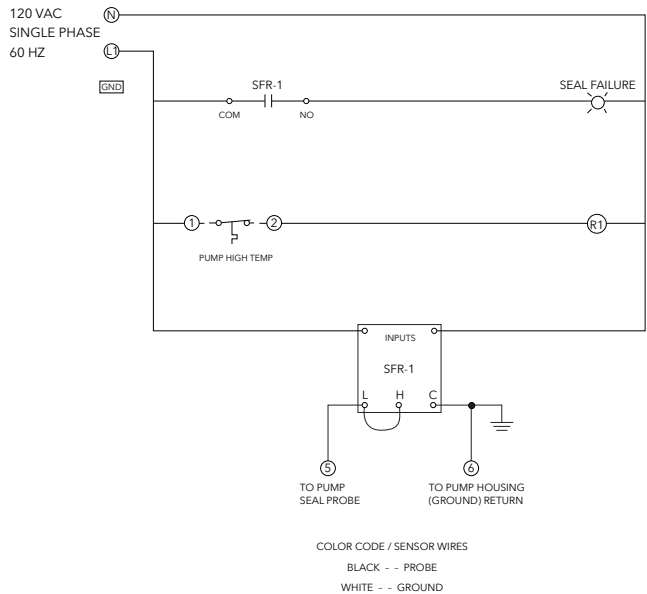 120 VAC
SINGLE PHASE
60 HZ
N
L1
GND
SFR-1
COM
NO
SEAL FAILURE
1
2
PUMP HIGH TEMP
R1
INPUTS
SFR-1
L H C
5
6
TO PUMP
SEAL PROBE
TO PUMP HOUSING
(GROUND) RETURN
COLOR CODE / SENSOR WIRES
BLACK - - PROBE
WHITE - - GROUND